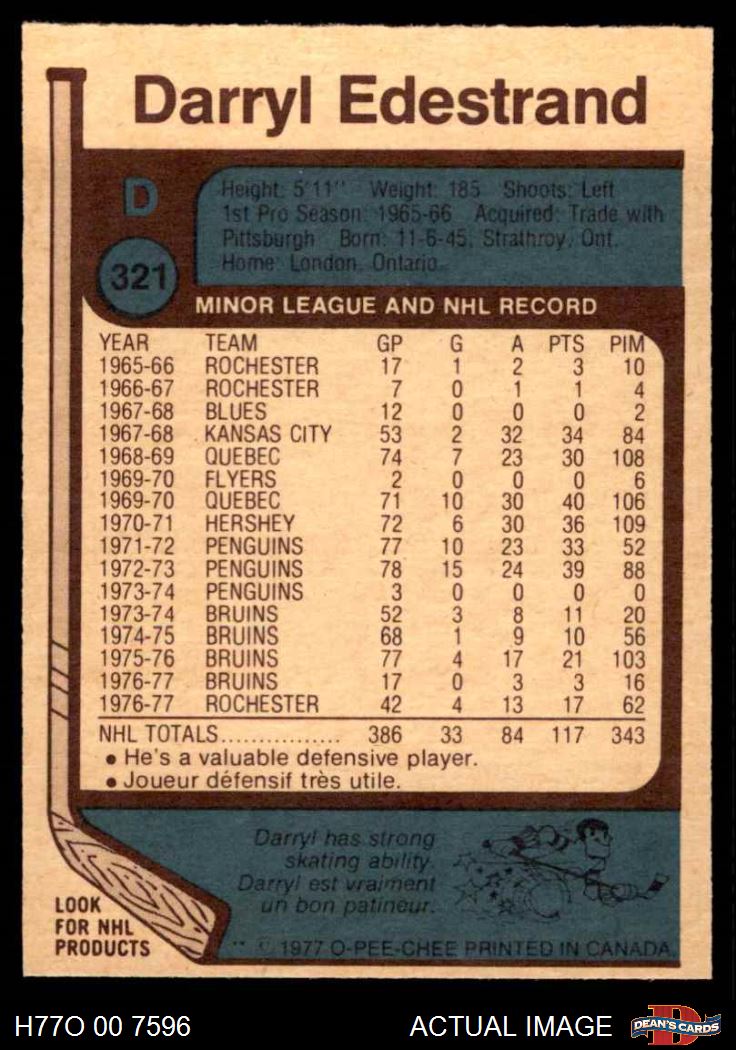 Darryl Edestrand
D
Height: 5'11" Weight: 185 Shoots: Left
1st Pro Season: 1965-66 Acquired: Trade with
Pittsburgh Born: 11-6-45, Strathroy, Ont.
Home: London, Ontario
321
MINOR LEAGUE AND NHL RECORD
YEAR TEAM GP G A PTS PIM
1965-66 ROCHESTER 17 1 2 3 10
1966-67 ROCHESTER 7 0 1 1 4
1967-68 BLUES 12 0 0 0 2
1967-68 KANSAS CITY 53 2 32 34 84
1968-69 QUEBEC 74 7 23 30 108
1969-70 FLYERS 2 0 0 0 6
1969-70 QUEBEC 71 10 30 40 106
1970-71 HERSHEY 72 6 30 36 109
1971-72 PENGUINS 77 10 23 33 52
1972-73 PENGUINS 78 15 24 39 88
1973-74 PENGUINS 3 0 0 0 0
1973-74 BRUINS 52 3 8 11 20
1974-75 BRUINS 68 1 9 10 56
1975-76 BRUINS 77 4 17 21 103
1976-77 BRUINS 17 0 3 3 16
1976-77 ROCHESTER 42 4 13 17 62
NHL TOTALS................ 386 33 84 117 343
• He's a valuable defensive player.
• Joueur défensif très utile.
Darryl has strong
skating ability.
Darryl est vraiment
un bon patineur.
LOOK
FOR NHL
PRODUCTS
** © 1977 O-PEE-CHEE PRINTED IN CANADA
H77O 00 7596 ACTUAL IMAGE
D
DEAN'S CARDS